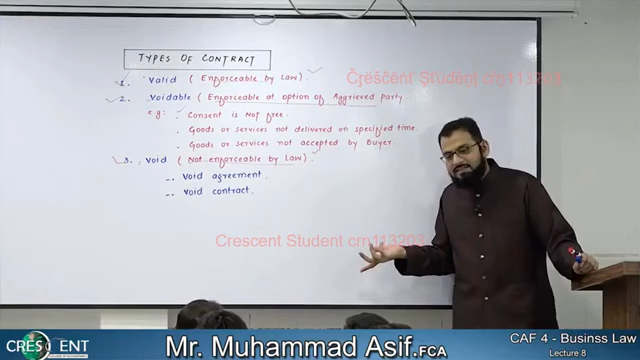 TYPES OF CONTRACT
1. Valid (Enforceable by Law).
2. Voidable (Enforceable at option of Aggrieved party.
e.g: . Consent is Not free.
. Goods or services not delivered on specified time.
. Goods or services not accepted by Buyer.
3. Void (Not enforceable by Law)
-. Void agreement.
-. Void contract.
Crescent Student crn113203
Crescent Student crn113203
CRESCENT
Mr. Muhammad Asif.FCA
CAF 4 - Businss Law
Lecture 8